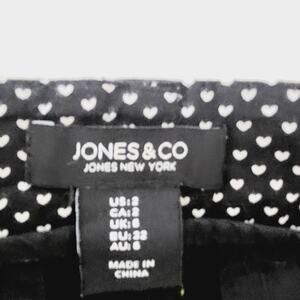 JONES & CO
JONES NEW YORK
US: 2
CA: 2
UK: 6
EU: 32
AU: 6
MADE IN
CHINA